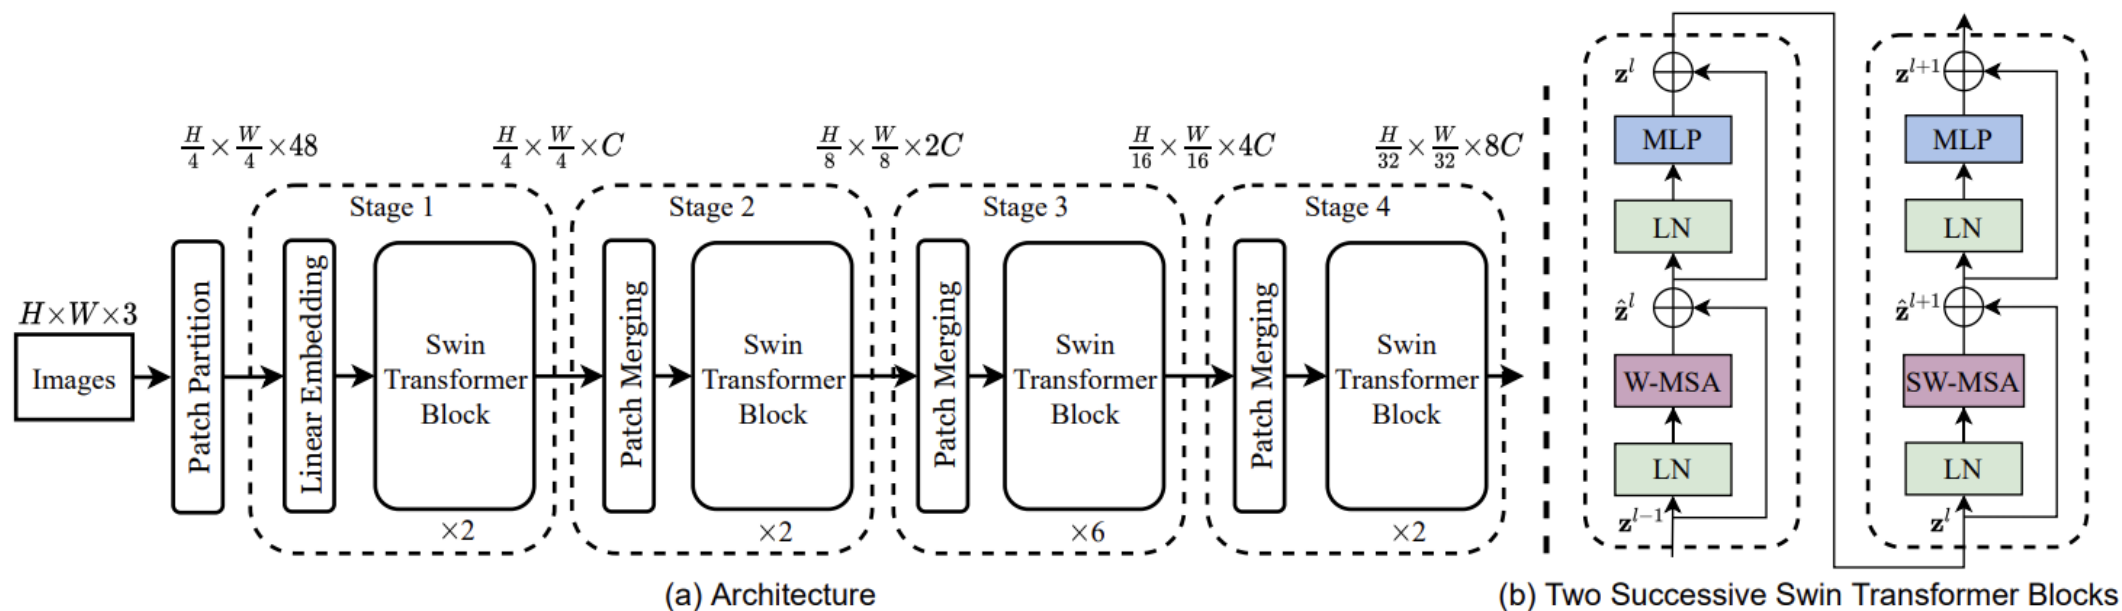 H/4 × W/4 × 48
H/4 × W/4 × C
H/8 × W/8 × 2C
H/16 × W/16 × 4C
H/32 × W/32 × 8C
H×W×3
Images
Patch Partition
Stage 1
Linear Embedding
Swin
Transformer
Block
×2
Stage 2
Patch Merging
Swin
Transformer
Block
×2
Stage 3
Patch Merging
Swin
Transformer
Block
×6
Stage 4
Patch Merging
Swin
Transformer
Block
×2
(a) Architecture
z^l
MLP
LN
ẑ^l
W-MSA
LN
z^{l−1}
z^{l+1}
MLP
LN
ẑ^{l+1}
SW-MSA
LN
z^l
(b) Two Successive Swin Transformer Blocks